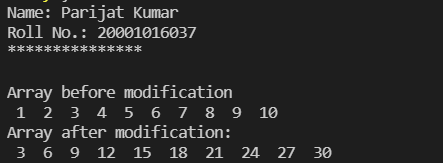 Name: Parijat Kumar
Roll No.: 20001016037
***************
Array before modification
1 2 3 4 5 6 7 8 9 10
Array after modification:
3 6 9 12 15 18 21 24 27 30